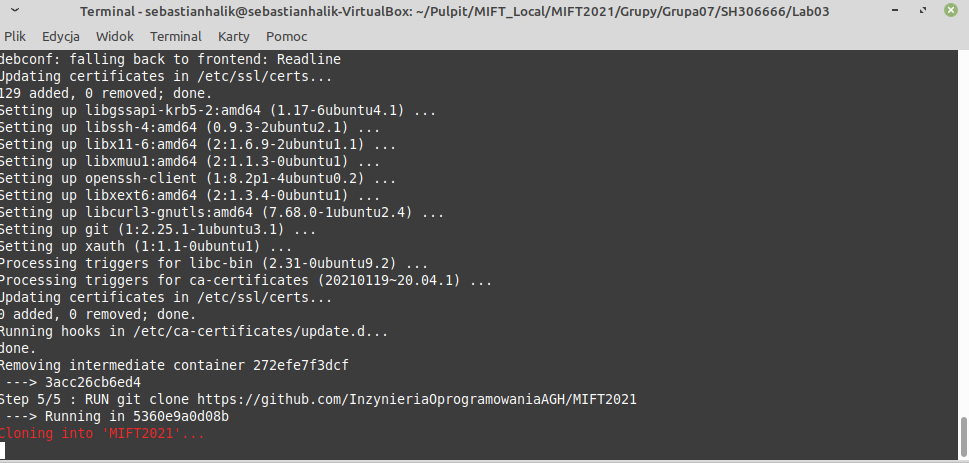 Terminal - sebastianhalik@sebastianhalik-VirtualBox: ~/Pulpit/MIFT_Local/MIFT2021/Grupy/Grupa07/SH306666/Lab03
Plik Edycja Widok Terminal Karty Pomoc
debconf: falling back to frontend: Readline
Updating certificates in /etc/ssl/certs...
129 added, 0 removed; done.
Setting up libgssapi-krb5-2:amd64 (1.17-6ubuntu4.1) ...
Setting up libssh-4:amd64 (0.9.3-2ubuntu2.1) ...
Setting up libx11-6:amd64 (2:1.6.9-2ubuntu1.1) ...
Setting up libxmuu1:amd64 (2:1.1.3-0ubuntu1) ...
Setting up openssh-client (1:8.2p1-4ubuntu0.2) ...
Setting up libxext6:amd64 (2:1.3.4-0ubuntu1) ...
Setting up libcurl3-gnutls:amd64 (7.68.0-1ubuntu2.4) ...
Setting up git (1:2.25.1-1ubuntu3.1) ...
Setting up xauth (1:1.1-0ubuntu1) ...
Processing triggers for libc-bin (2.31-0ubuntu9.2) ...
Processing triggers for ca-certificates (20210119~20.04.1) ...
Updating certificates in /etc/ssl/certs...
0 added, 0 removed; done.
Running hooks in /etc/ca-certificates/update.d...
done.
Removing intermediate container 272efe7f3dcf
---> 3acc26cb6ed4
Step 5/5 : RUN git clone https://github.com/InzynieriaOprogramowaniaAGH/MIFT2021
---> Running in 5360e9a0d08b
Cloning into 'MIFT2021'...